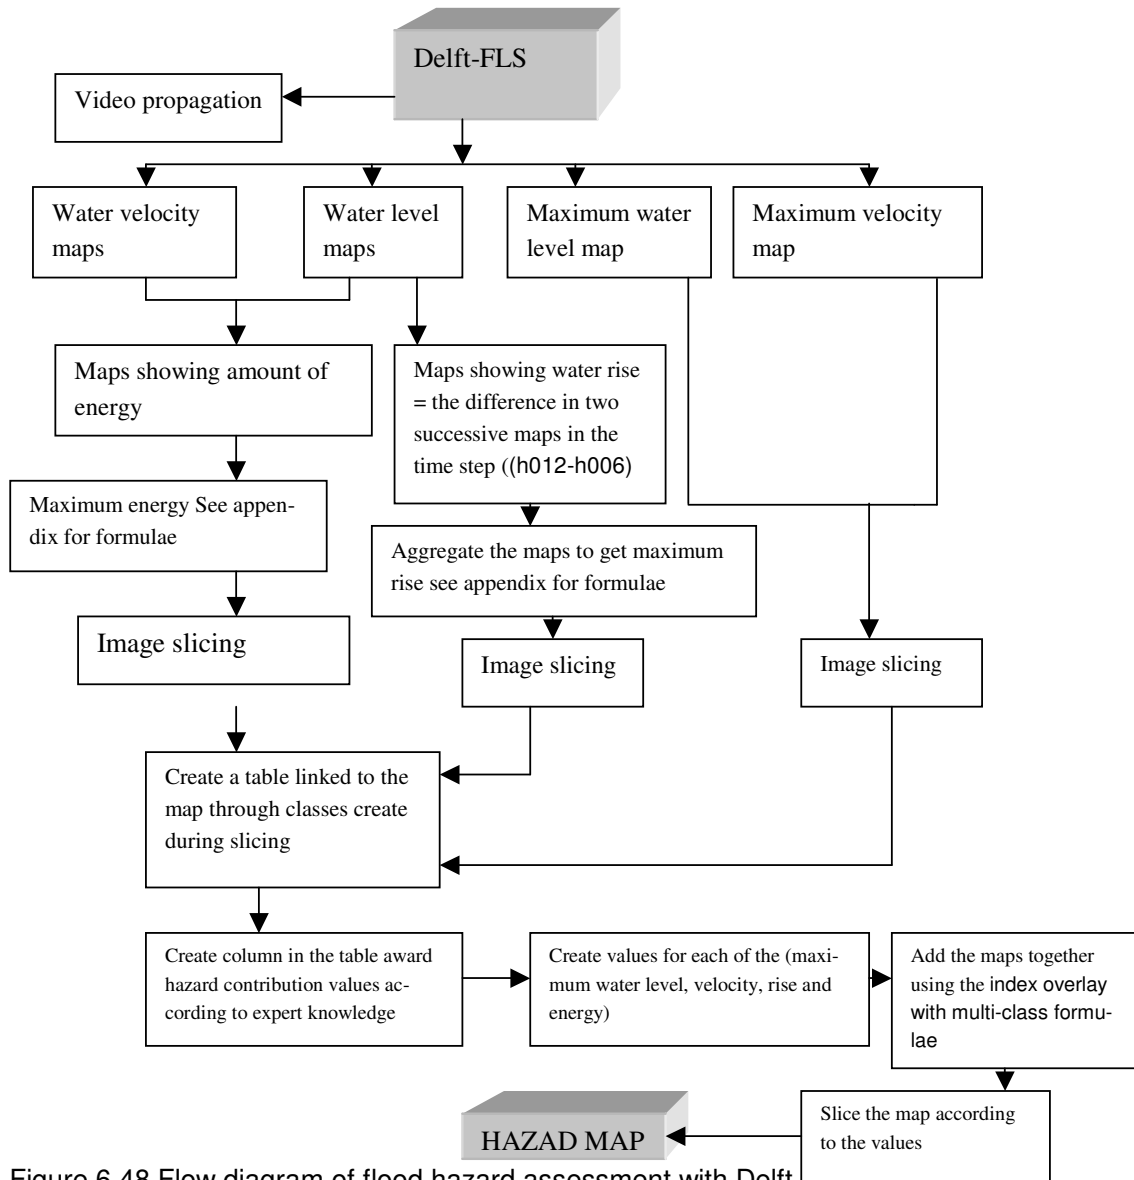 Delft-FLS
Video propagation
Water velocity
maps
Water level
maps
Maximum water
level map
Maximum velocity
map
Maps showing amount of
energy
Maps showing water rise
= the difference in two
successive maps in the
time step ((h012-h006)
Maximum energy See appen-
dix for formulae
Aggregate the maps to get maximum
rise see appendix for formulae
Image slicing
Image slicing
Image slicing
Create a table linked to the
map through classes create
during slicing
Create column in the table award
hazard contribution values ac-
cording to expert knowledge
Create values for each of the (maxi-
mum water level, velocity, rise and
energy)
Add the maps together
using the index overlay
with multi-class formu-
lae
Slice the map according
to the values
HAZAD MAP
Figure 6.48 Flow diagram of flood hazard assessment with Delft